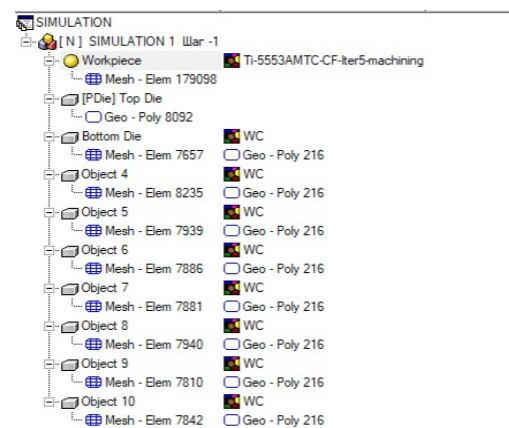 SIMULATION
[ N ] SIMULATION 1 Шаг -1
Workpiece Ti-5553AMTC-CF-Iter5-machining
Mesh - Elem 179098
[PDie] Top Die
Geo - Poly 8092
Bottom Die WC
Mesh - Elem 7657 Geo - Poly 216
Object 4 WC
Mesh - Elem 8235 Geo - Poly 216
Object 5 WC
Mesh - Elem 7939 Geo - Poly 216
Object 6 WC
Mesh - Elem 7886 Geo - Poly 216
Object 7 WC
Mesh - Elem 7881 Geo - Poly 216
Object 8 WC
Mesh - Elem 7940 Geo - Poly 216
Object 9 WC
Mesh - Elem 7810 Geo - Poly 216
Object 10 WC
Mesh - Elem 7842 Geo - Poly 216